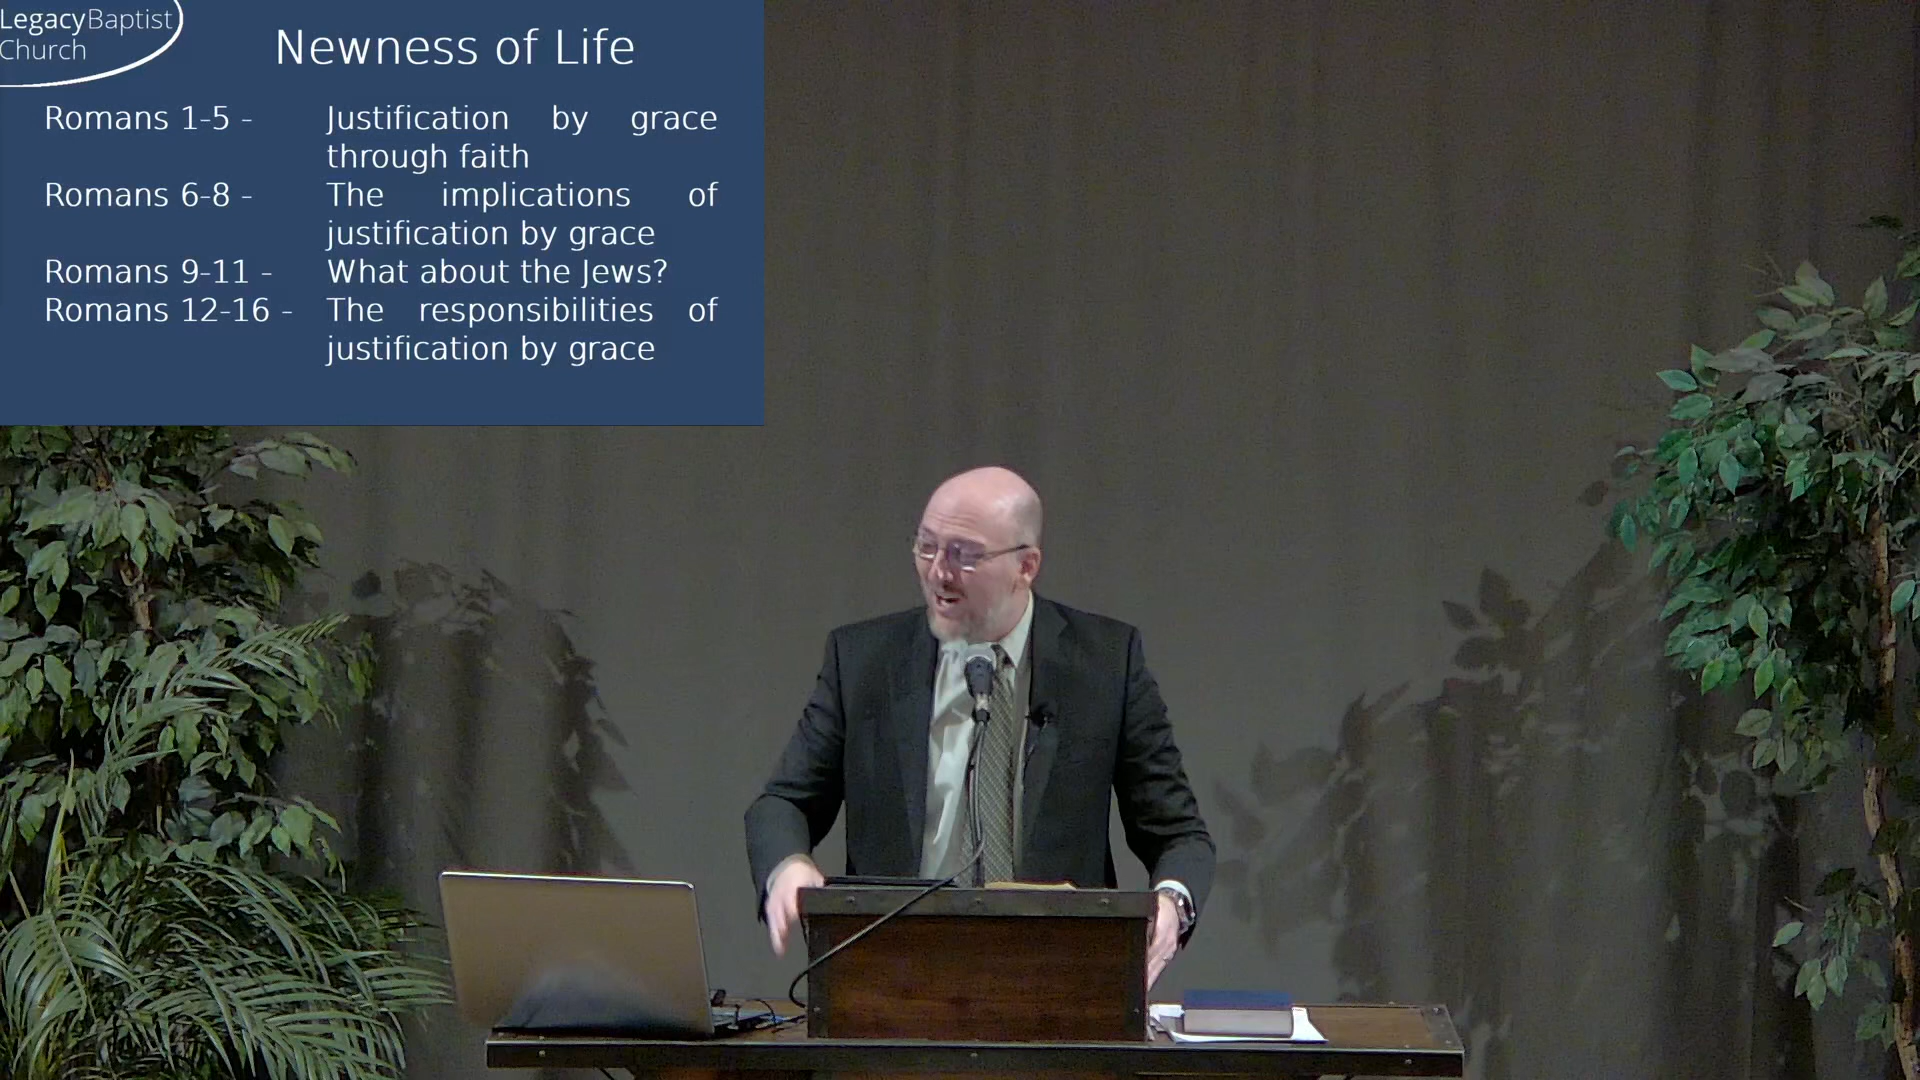 LegacyBaptist
Church
Newness of Life
Romans 1-5 - Justification by grace
through faith
Romans 6-8 - The implications of
justification by grace
Romans 9-11 - What about the Jews?
Romans 12-16 - The responsibilities of
justification by grace